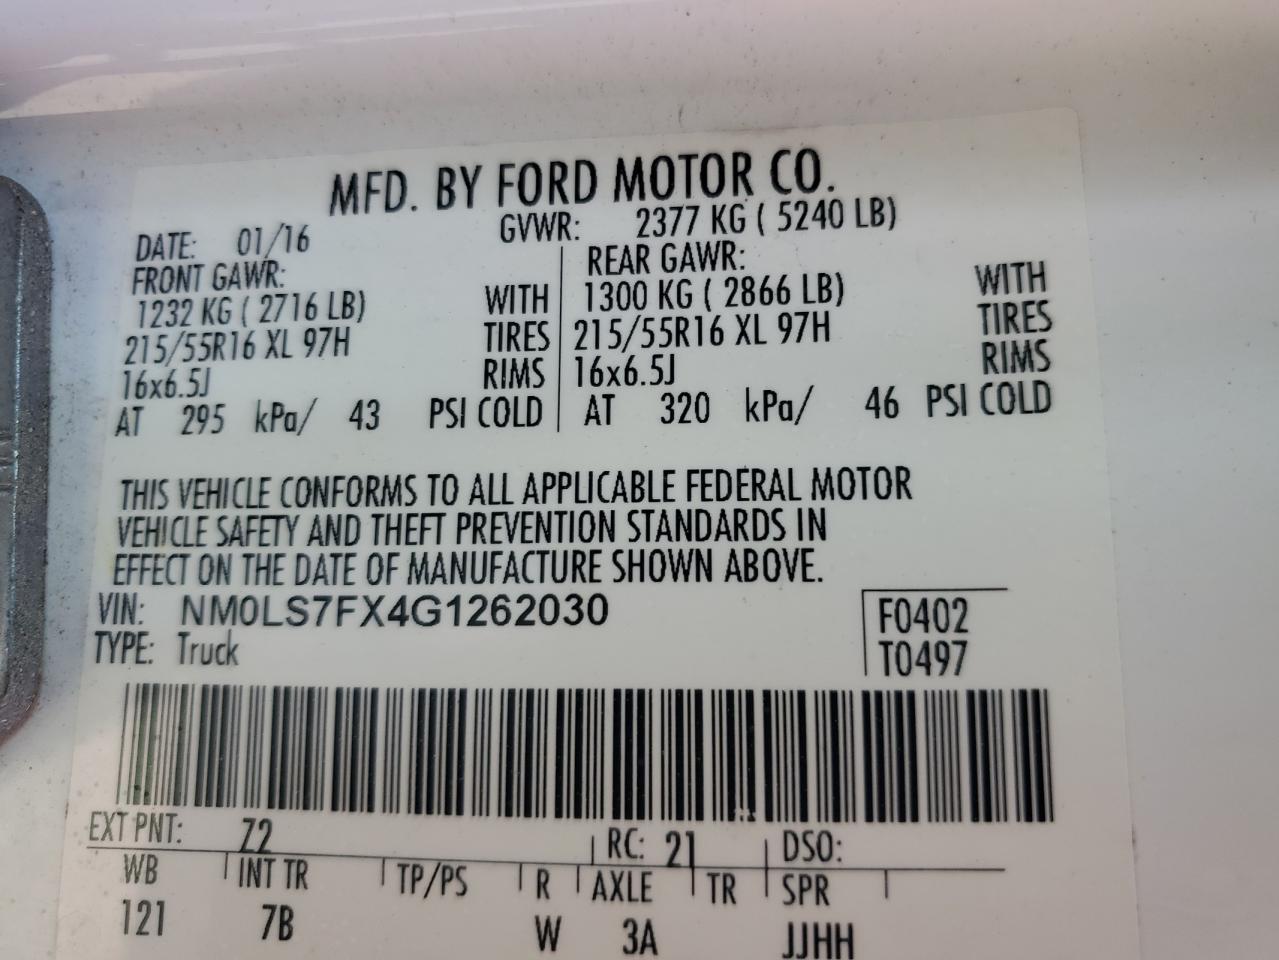 MFD. BY FORD MOTOR CO.
DATE: 01/16 GVWR: 2377 KG ( 5240 LB)
FRONT GAWR: REAR GAWR:
1232 KG ( 2716 LB) WITH 1300 KG ( 2866 LB) WITH
215/55R16 XL 97H TIRES 215/55R16 XL 97H TIRES
16x6.5J RIMS 16x6.5J RIMS
AT 295 kPa/ 43 PSI COLD AT 320 kPa/ 46 PSI COLD
THIS VEHICLE CONFORMS TO ALL APPLICABLE FEDERAL MOTOR
VEHICLE SAFETY AND THEFT PREVENTION STANDARDS IN
EFFECT ON THE DATE OF MANUFACTURE SHOWN ABOVE.
VIN: NM0LS7FX4G1262030 F0402
TYPE: Truck T0497
EXT PNT: Z2 RC: 21 DSO:
WB INT TR TP/PS R AXLE TR SPR
121 7B W 3A JJHH